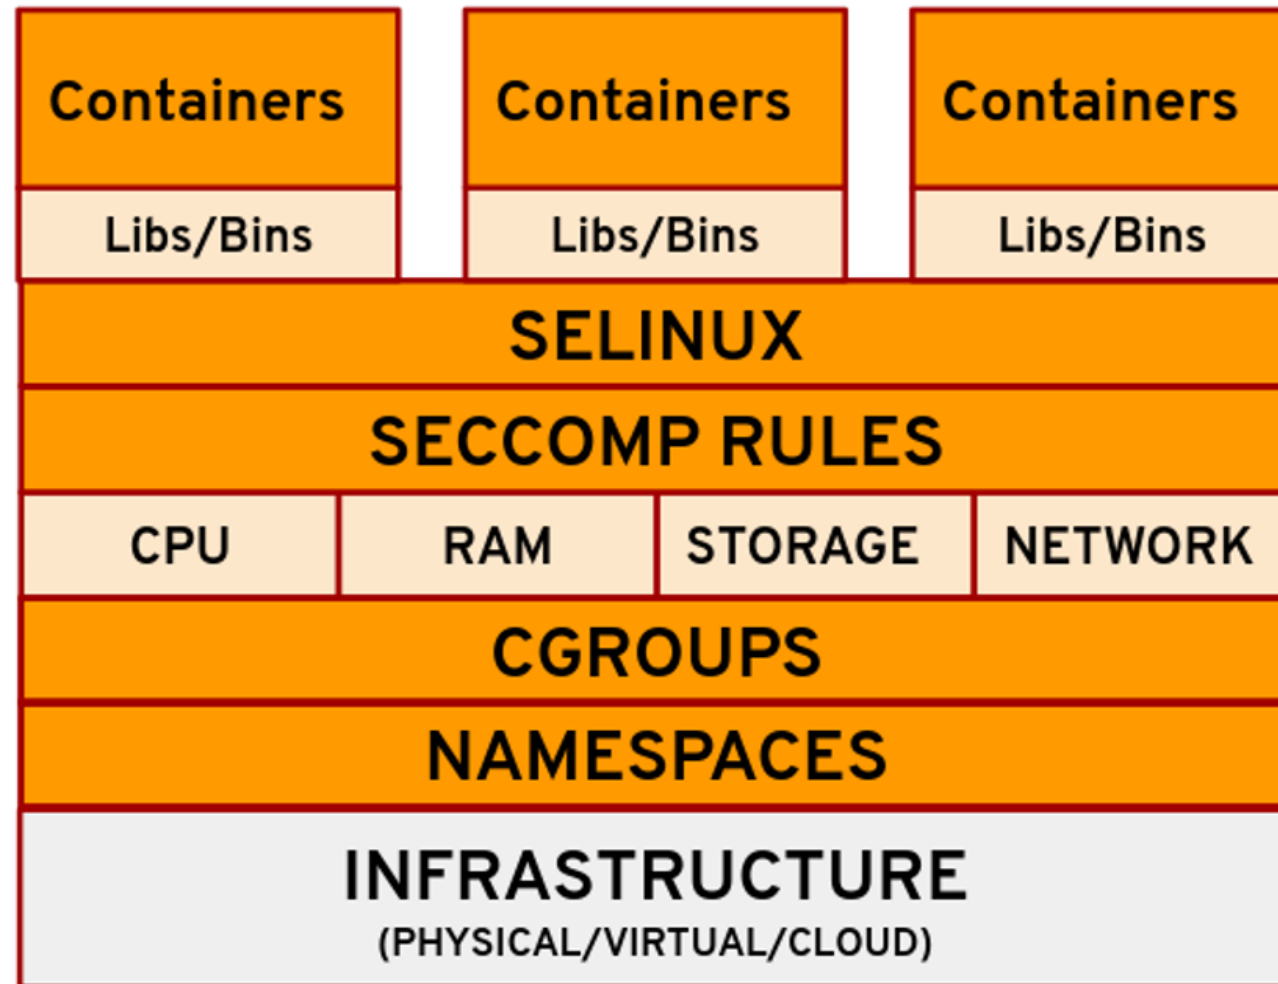 Containers Containers Containers
Libs/Bins Libs/Bins Libs/Bins
SELINUX
SECCOMP RULES
CPU RAM STORAGE NETWORK
CGROUPS
NAMESPACES
INFRASTRUCTURE
(PHYSICAL/VIRTUAL/CLOUD)